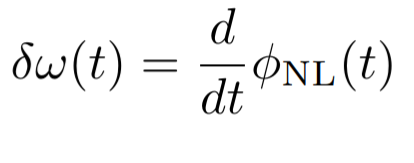 δω(t) = d/dt ϕ_NL(t)